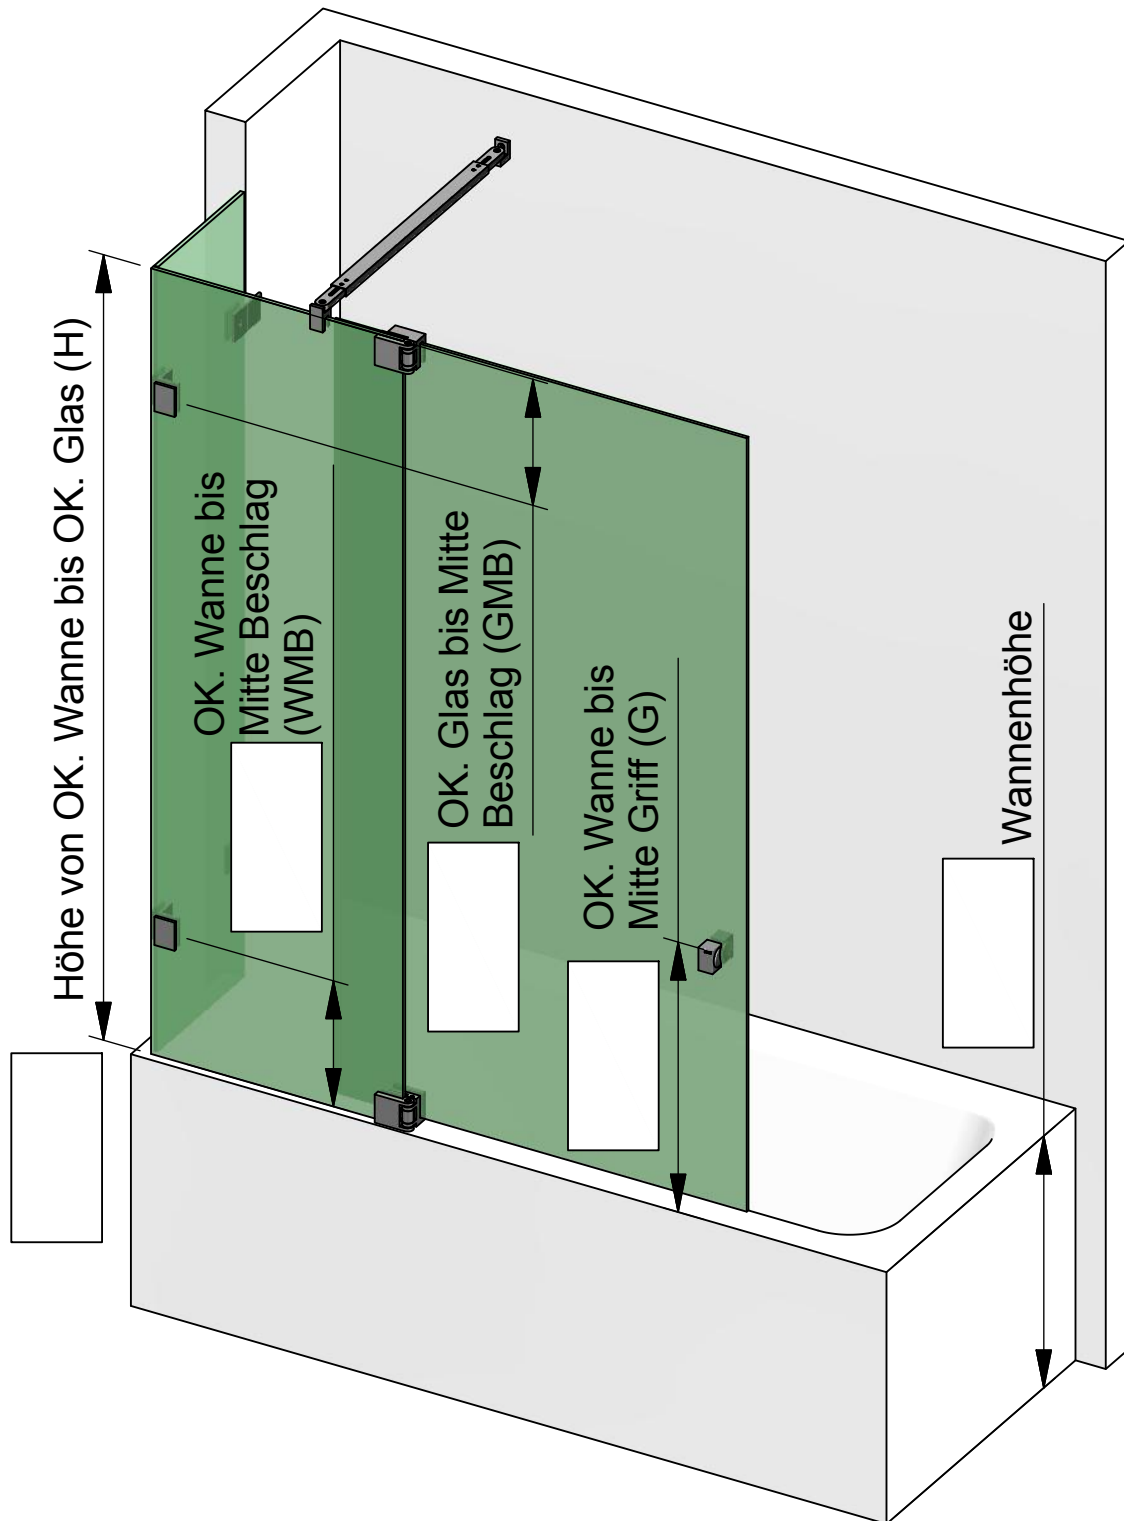 Höhe von OK. Wanne bis OK. Glas (H)
OK. Wanne bis
Mitte Beschlag
(WMB)
OK. Glas bis Mitte
Beschlag (GMB)
OK. Wanne bis
Mitte Griff (G)
Wannenhöhe